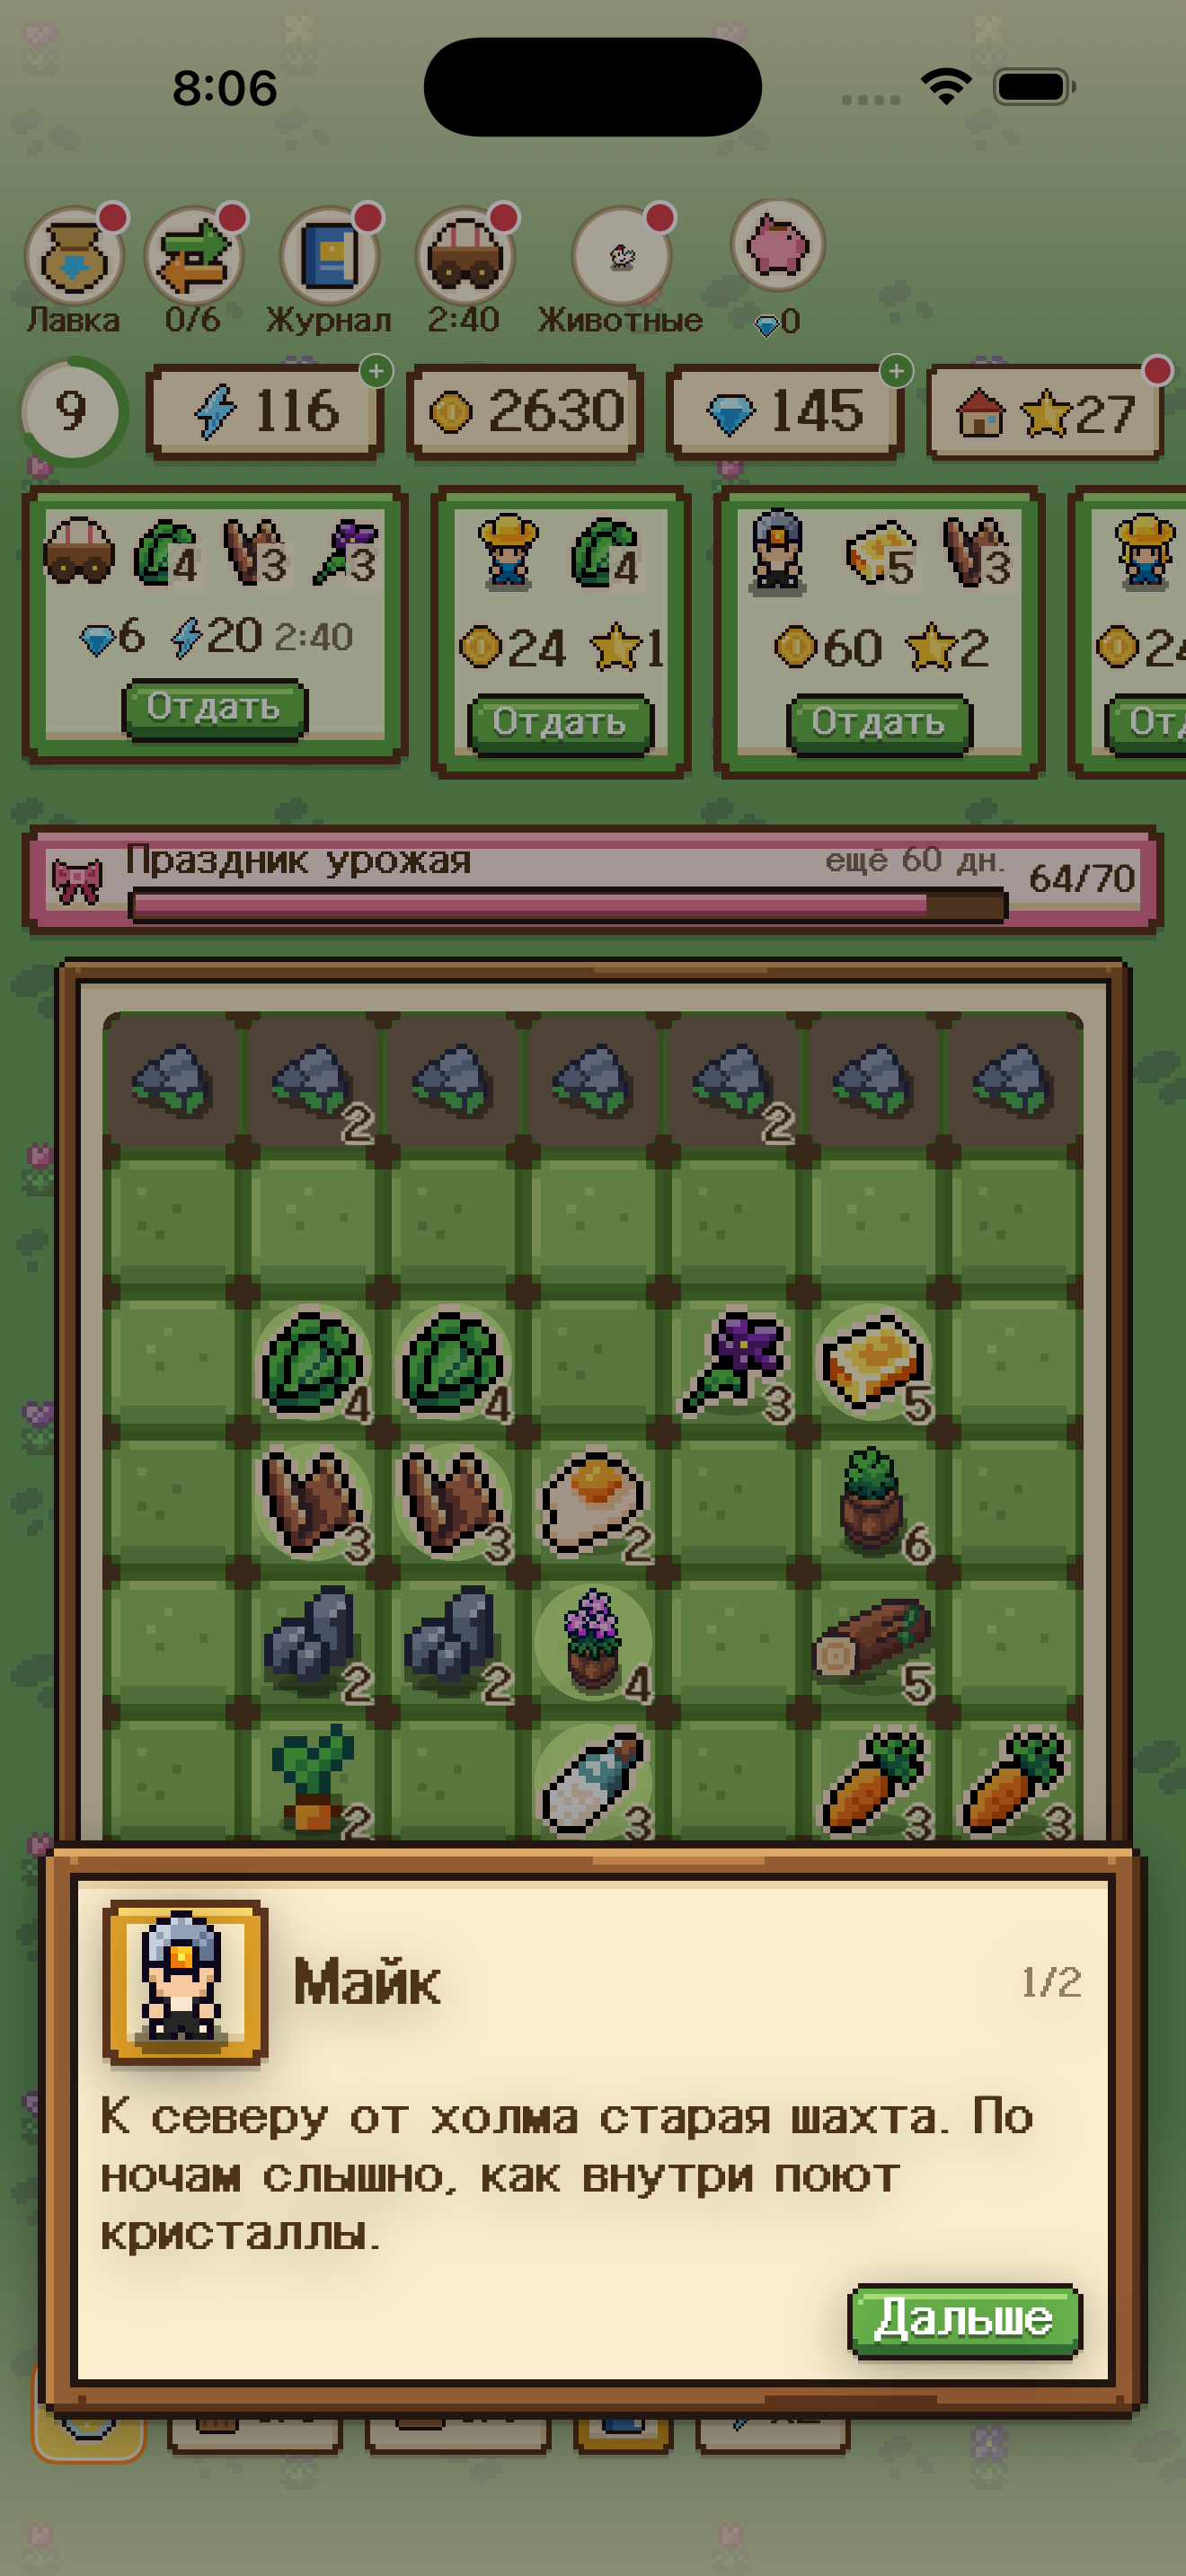 8:06
Лавка 0/6 Журнал 2:40 Животные 0
9 116 2630 145 27
4 3 3 4 5 3
6 20 2:40 24 1 60 2
Отдать Отдать Отдать
Праздник урожая ещё 60 дн. 64/70
2 2
4 4 3 5
3 3 2 6
2 2 4 5
2 3 3 3
Майк 1/2
К северу от холма старая шахта. По
ночам слышно, как внутри поют
кристаллы.
Дальше